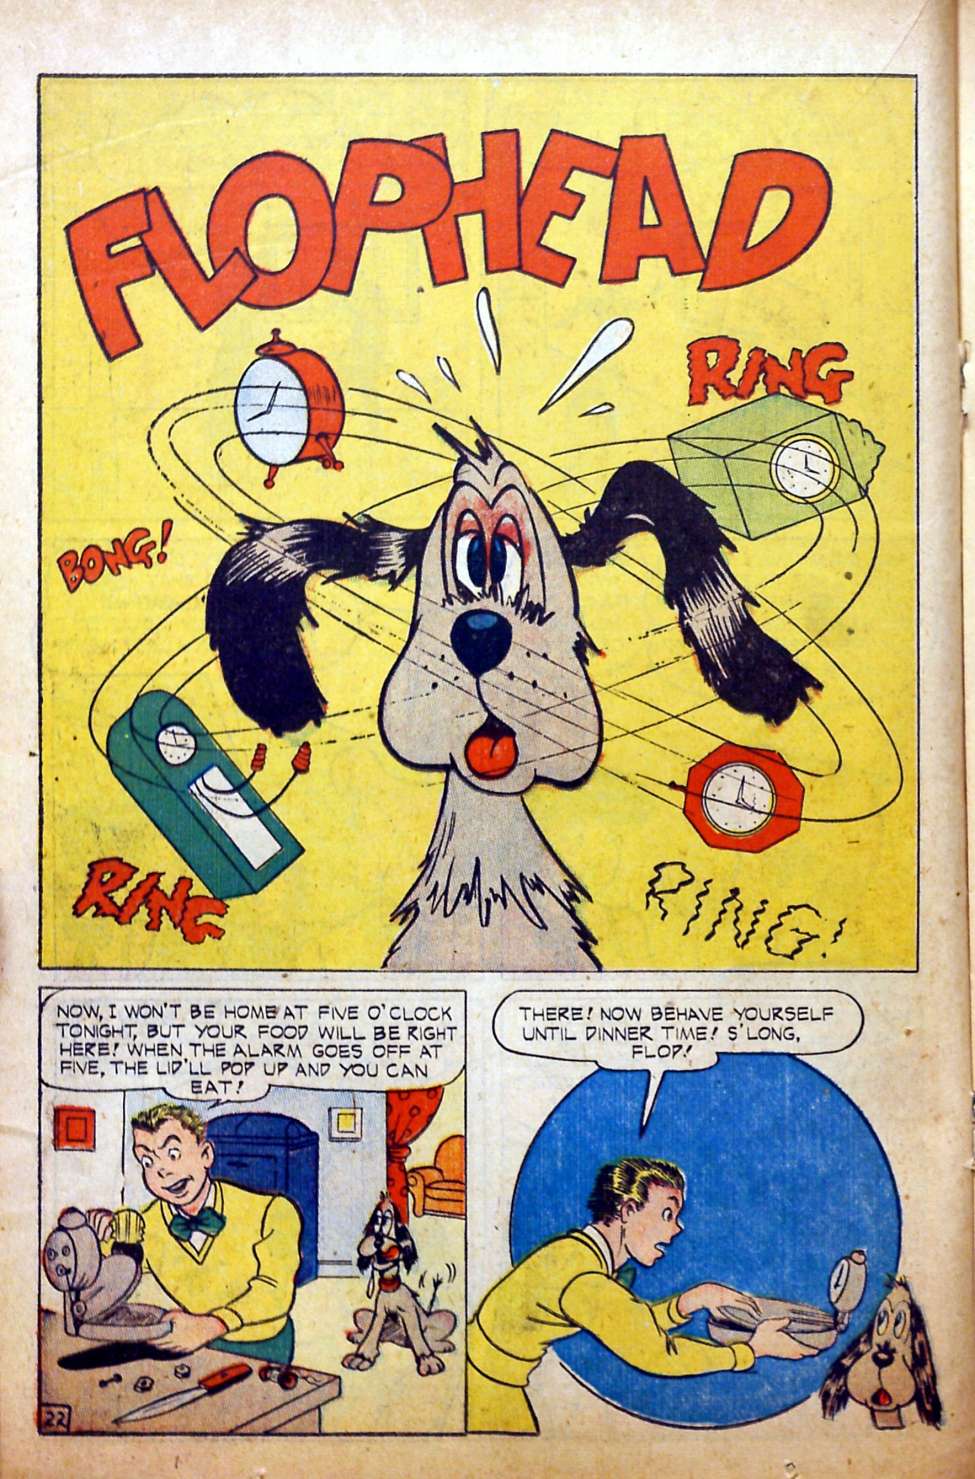 FLOPHEAD
RING
BONG!
RING
RING!
NOW, I WON'T BE HOME AT FIVE O'CLOCK
TONIGHT, BUT YOUR FOOD WILL BE RIGHT
HERE! WHEN THE ALARM GOES OFF AT
FIVE, THE LID'LL POP UP AND YOU CAN
EAT!
THERE! NOW BEHAVE YOURSELF
UNTIL DINNER TIME! S'LONG,
FLOP!
22